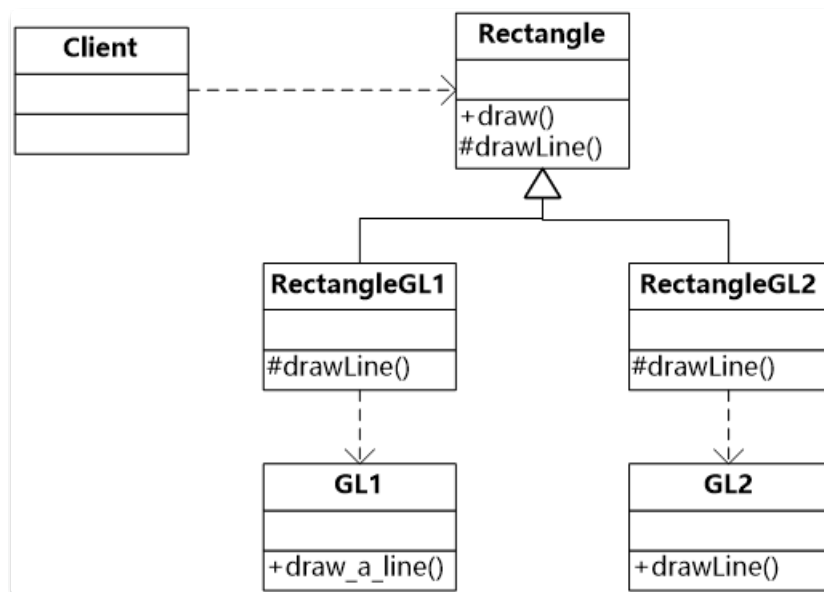 Client
Rectangle
+draw()
#drawLine()
RectangleGL1
#drawLine()
RectangleGL2
#drawLine()
GL1
+draw_a_line()
GL2
+drawLine()